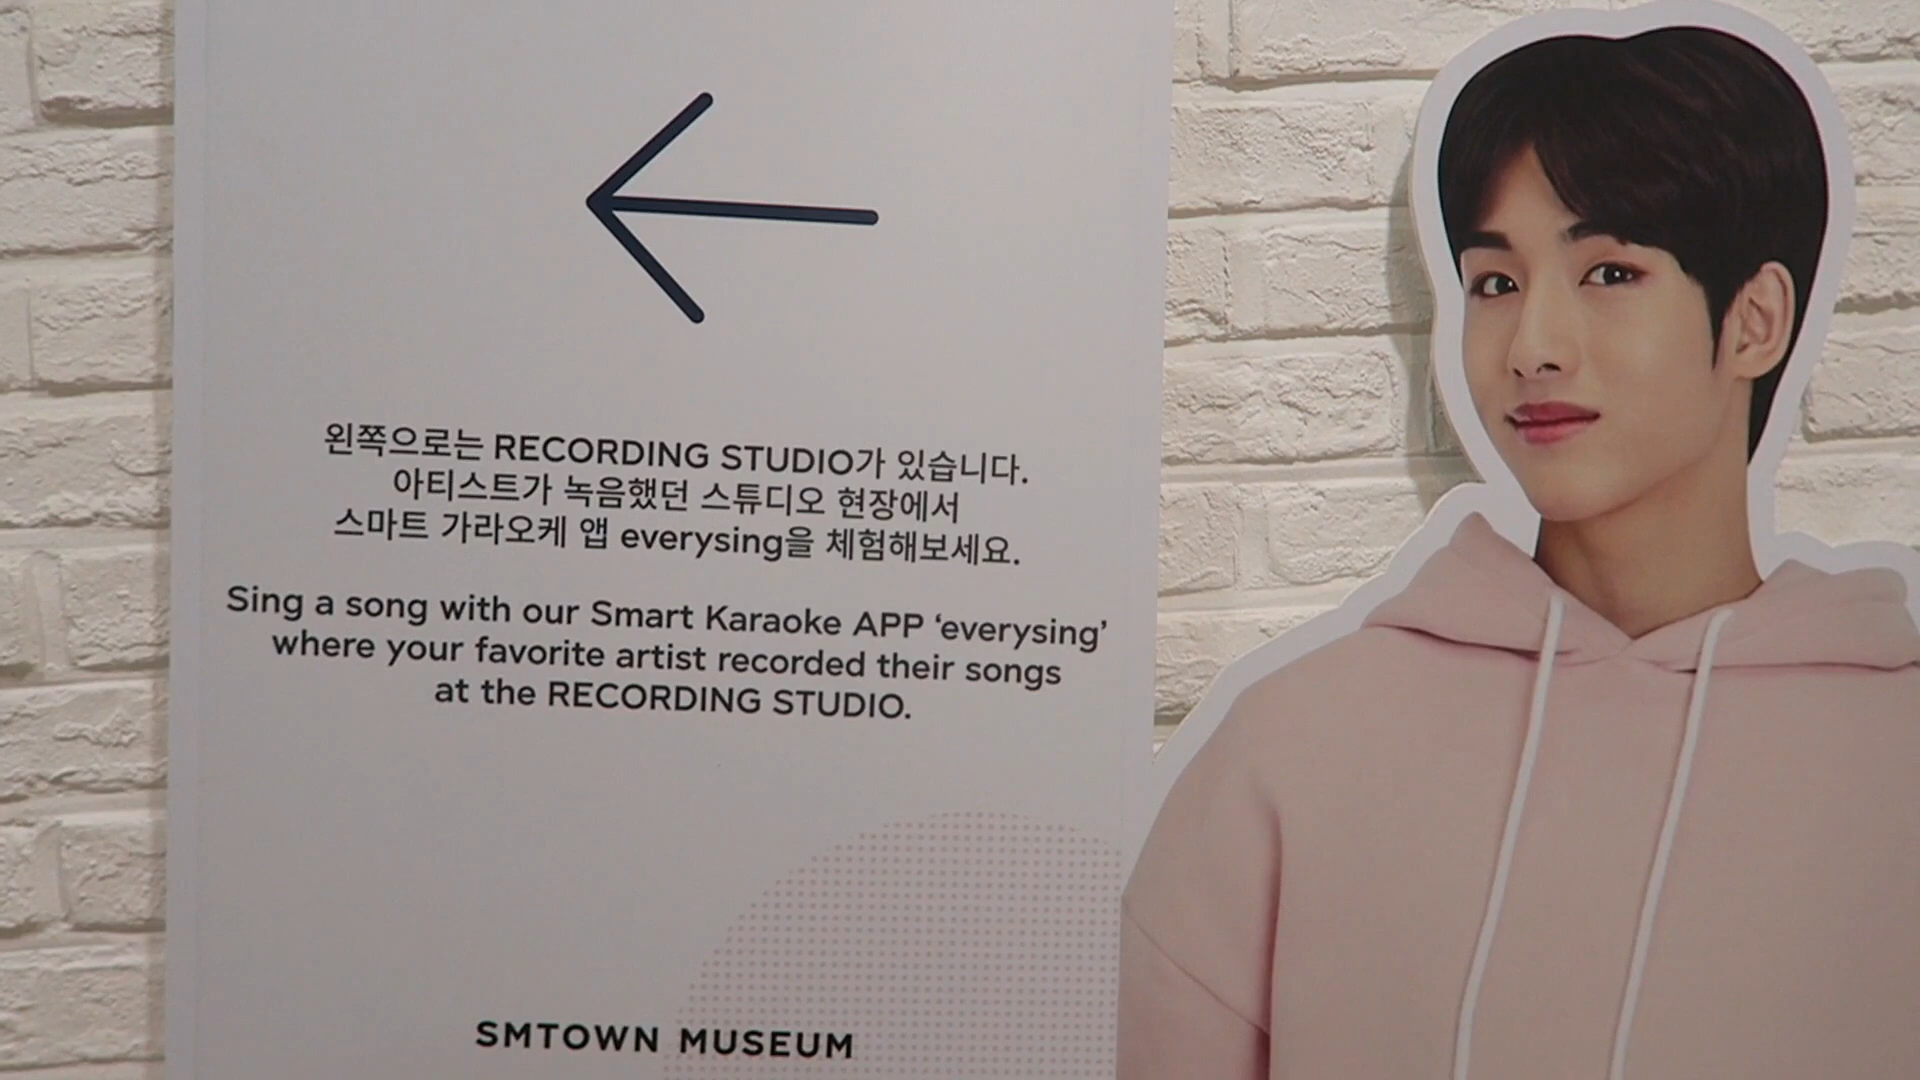 왼쪽으로는 RECORDING STUDIO가 있습니다.
아티스트가 녹음했던 스튜디오 현장에서
스마트 가라오케 앱 everysing을 체험해보세요.
Sing a song with our Smart Karaoke APP ‘everysing’
where your favorite artist recorded their songs
at the RECORDING STUDIO.
SMTOWN MUSEUM